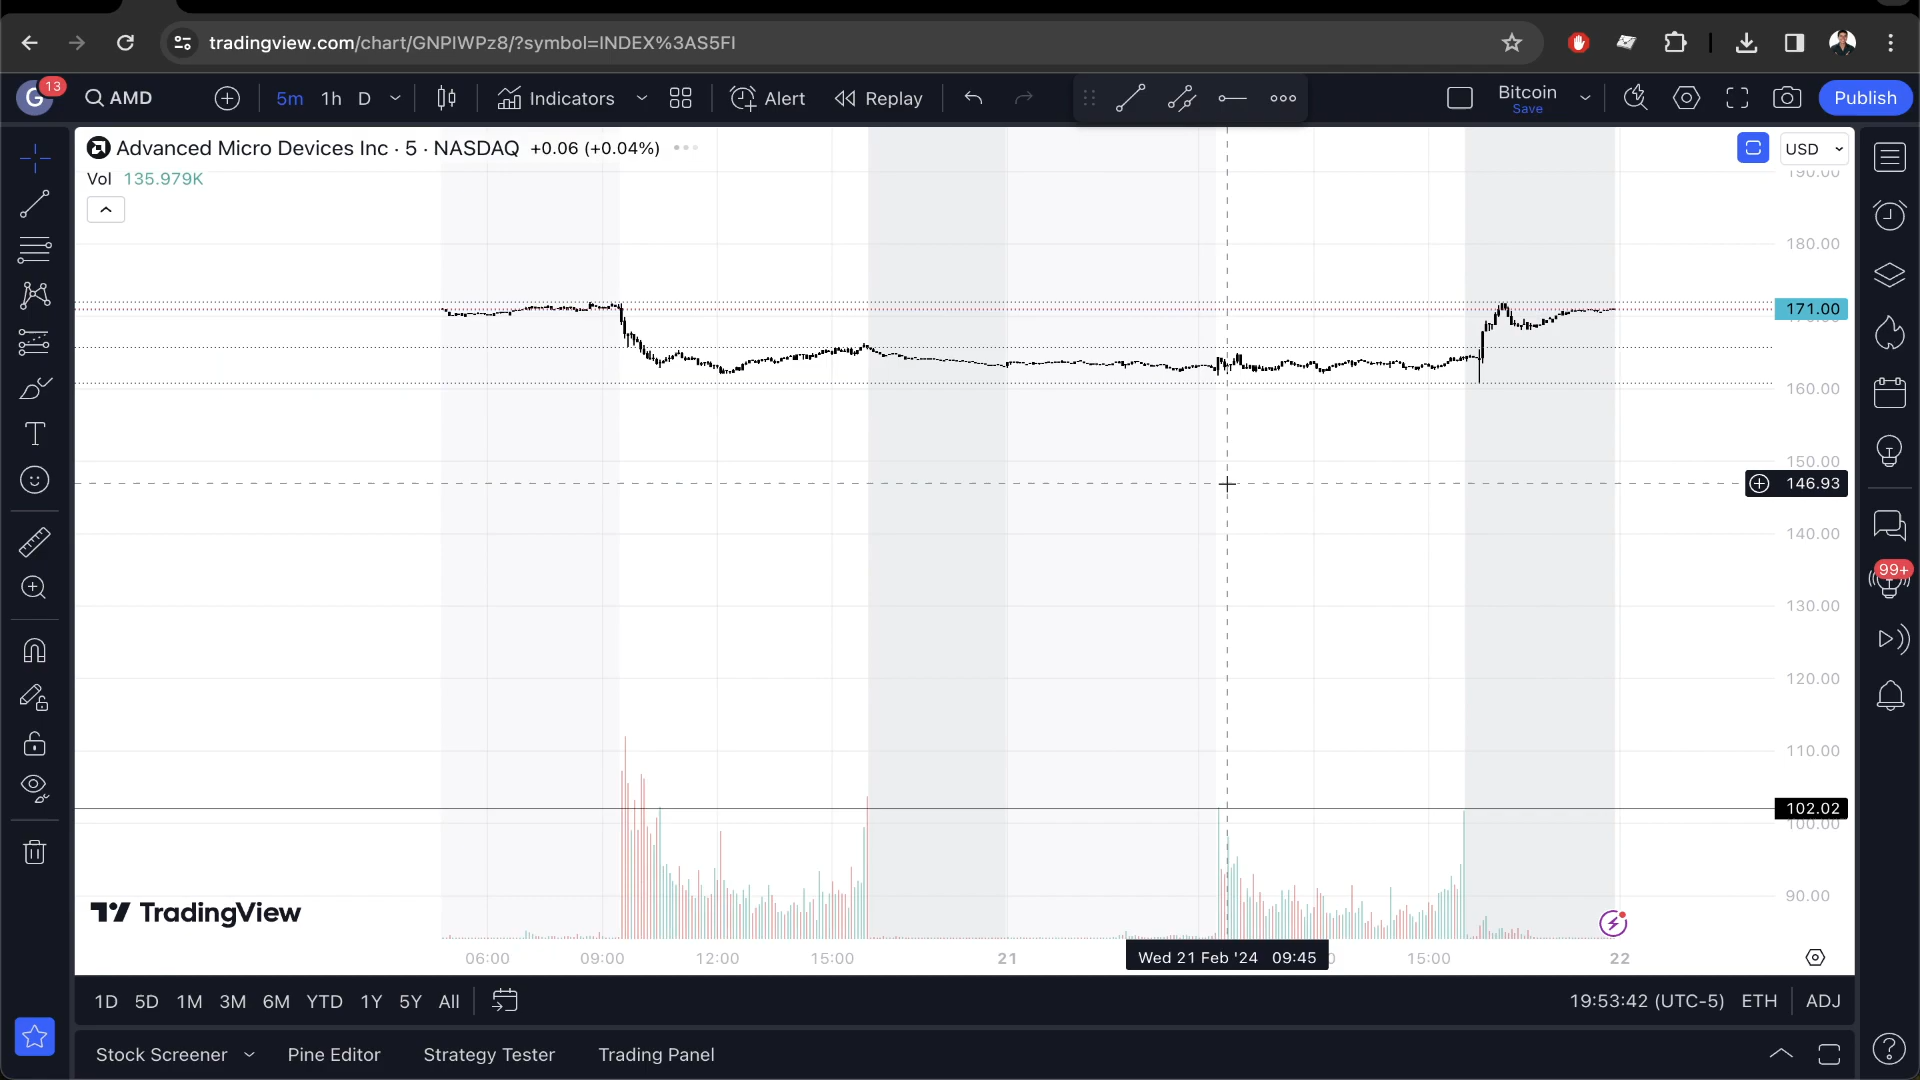 tradingview.com/chart/GNPIWPz8/?symbol=INDEX%3AS5FI
G 13 AMD 5m 1h D Indicators Alert Replay Bitcoin Save Publish
Advanced Micro Devices Inc · 5 · NASDAQ +0.06 (+0.04%)
USD
Vol 135.979K
190.00
180.00
171.00
160.00
150.00
146.93
140.00
130.00
120.00
110.00
102.02
100.00
90.00
99+
TradingView
06:00 09:00 12:00 15:00 21 Wed 21 Feb '24 09:45 15:00 22
1D 5D 1M 3M 6M YTD 1Y 5Y All 19:53:42 (UTC-5) ETH ADJ
Stock Screener Pine Editor Strategy Tester Trading Panel